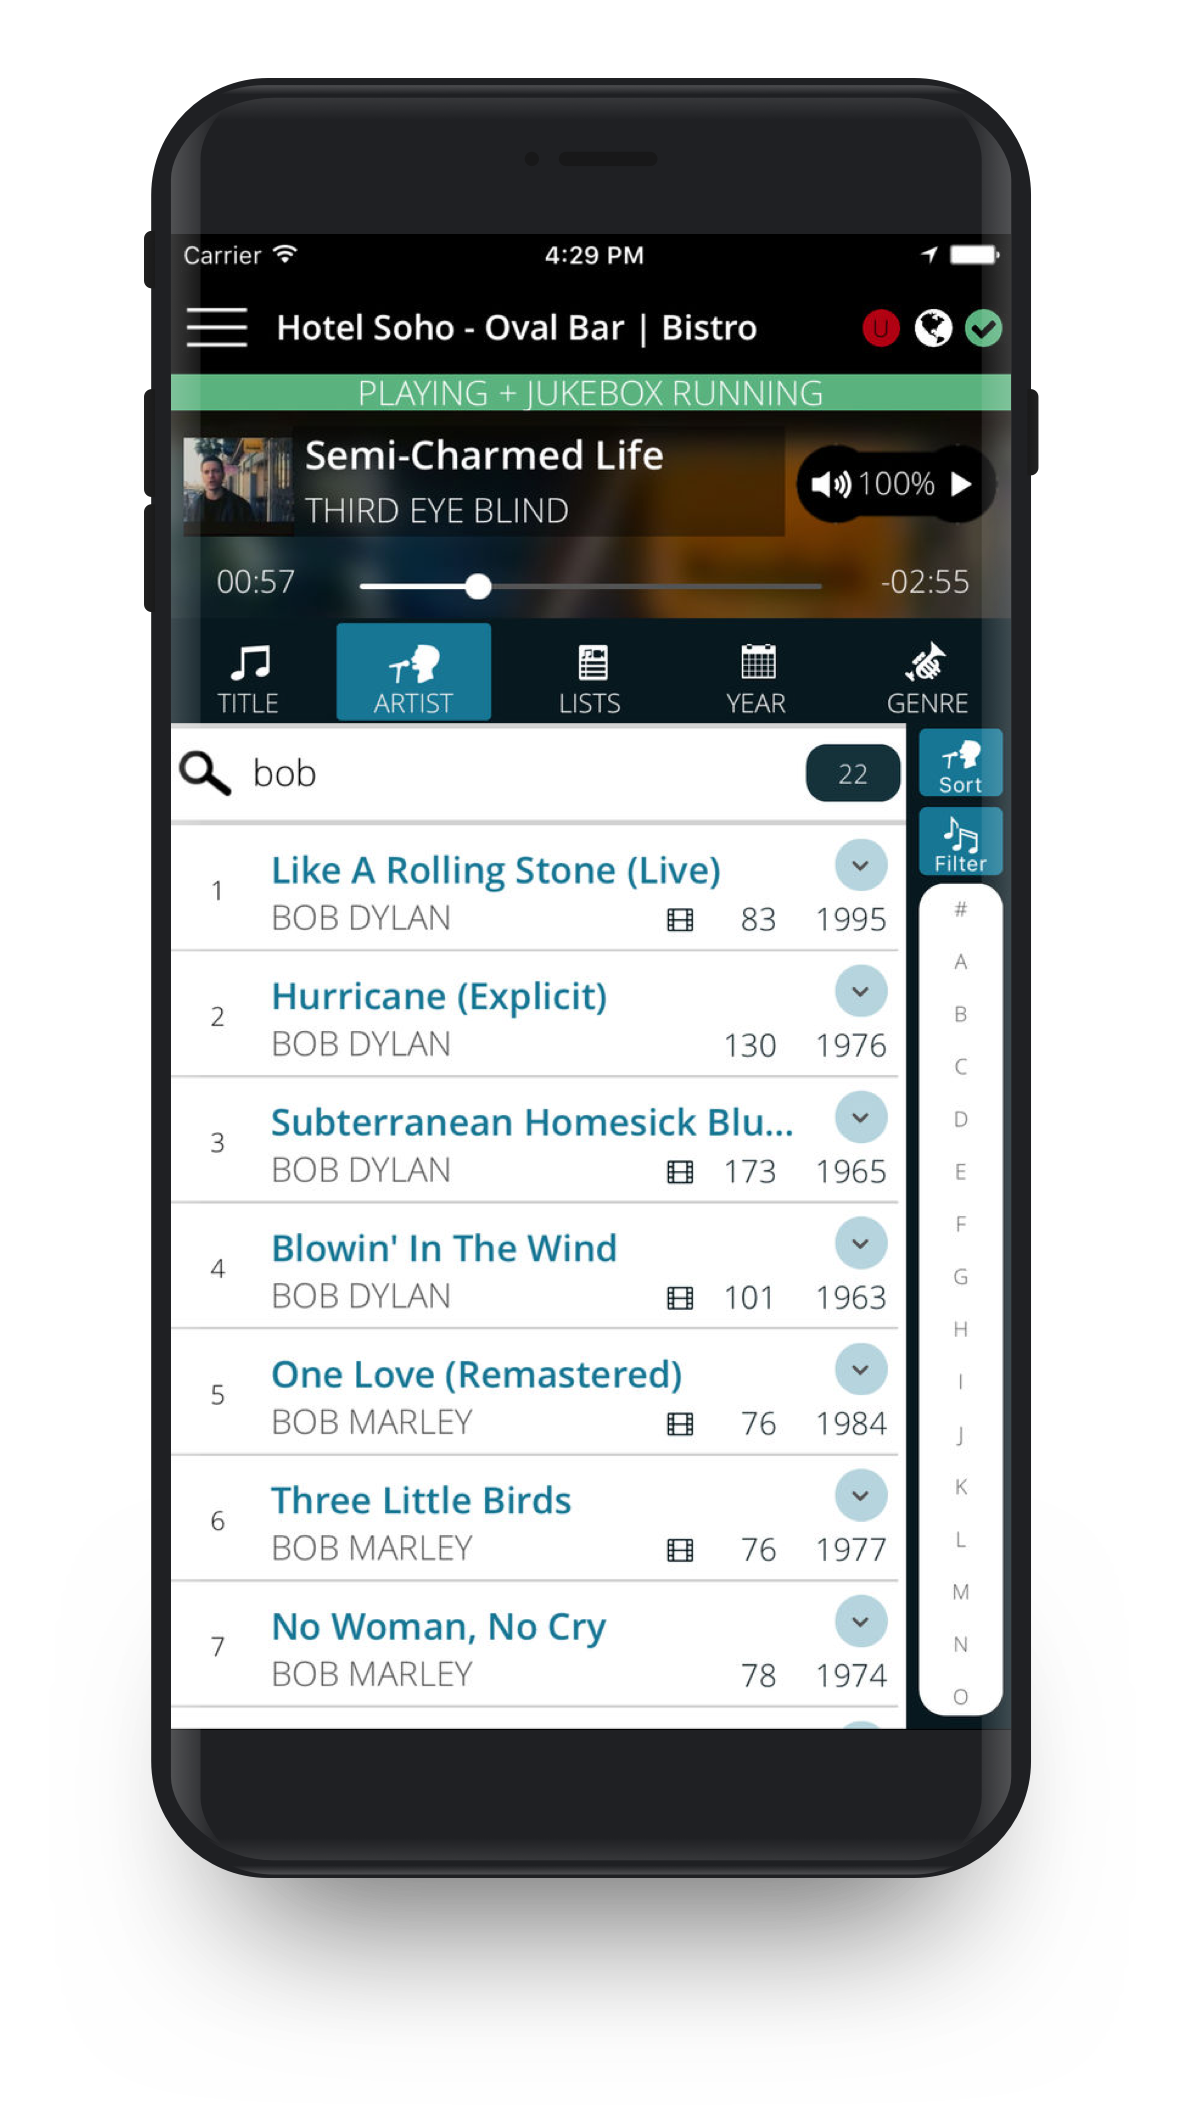 Carrier 4:29 PM
Hotel Soho - Oval Bar | Bistro U
PLAYING + JUKEBOX RUNNING
Semi-Charmed Life
THIRD EYE BLIND
100%
00:57 -02:55
TITLE ARTIST LISTS YEAR GENRE
bob 22
Sort
Filter
1 Like A Rolling Stone (Live)
BOB DYLAN 83 1995
2 Hurricane (Explicit)
BOB DYLAN 130 1976
3 Subterranean Homesick Blu...
BOB DYLAN 173 1965
4 Blowin' In The Wind
BOB DYLAN 101 1963
5 One Love (Remastered)
BOB MARLEY 76 1984
6 Three Little Birds
BOB MARLEY 76 1977
7 No Woman, No Cry
BOB MARLEY 78 1974
#
A
B
C
D
E
F
G
H
I
J
K
L
M
N
O